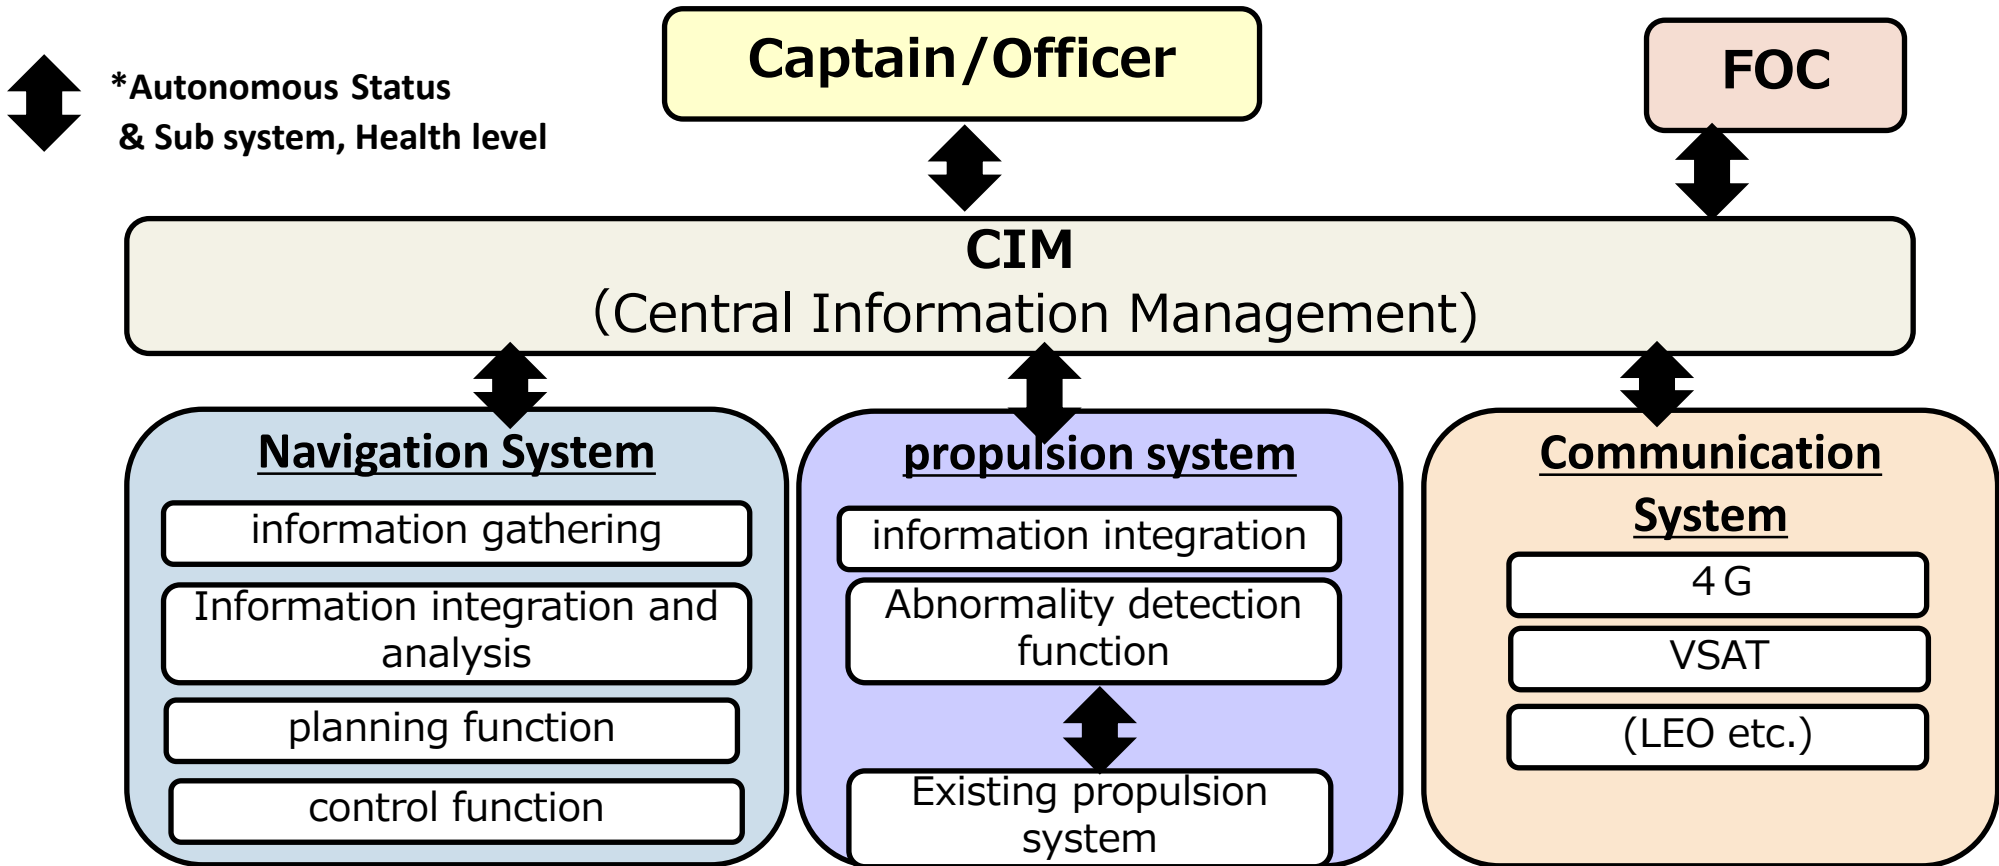 Captain/Officer
FOC
*Autonomous Status
& Sub system, Health level
CIM
（Central Information Management)
Navigation System
information gathering
Information integration and
analysis
planning function
control function
propulsion system
information integration
Abnormality detection
function
Existing propulsion
system
Communication
System
４G
VSAT
(LEO etc.)